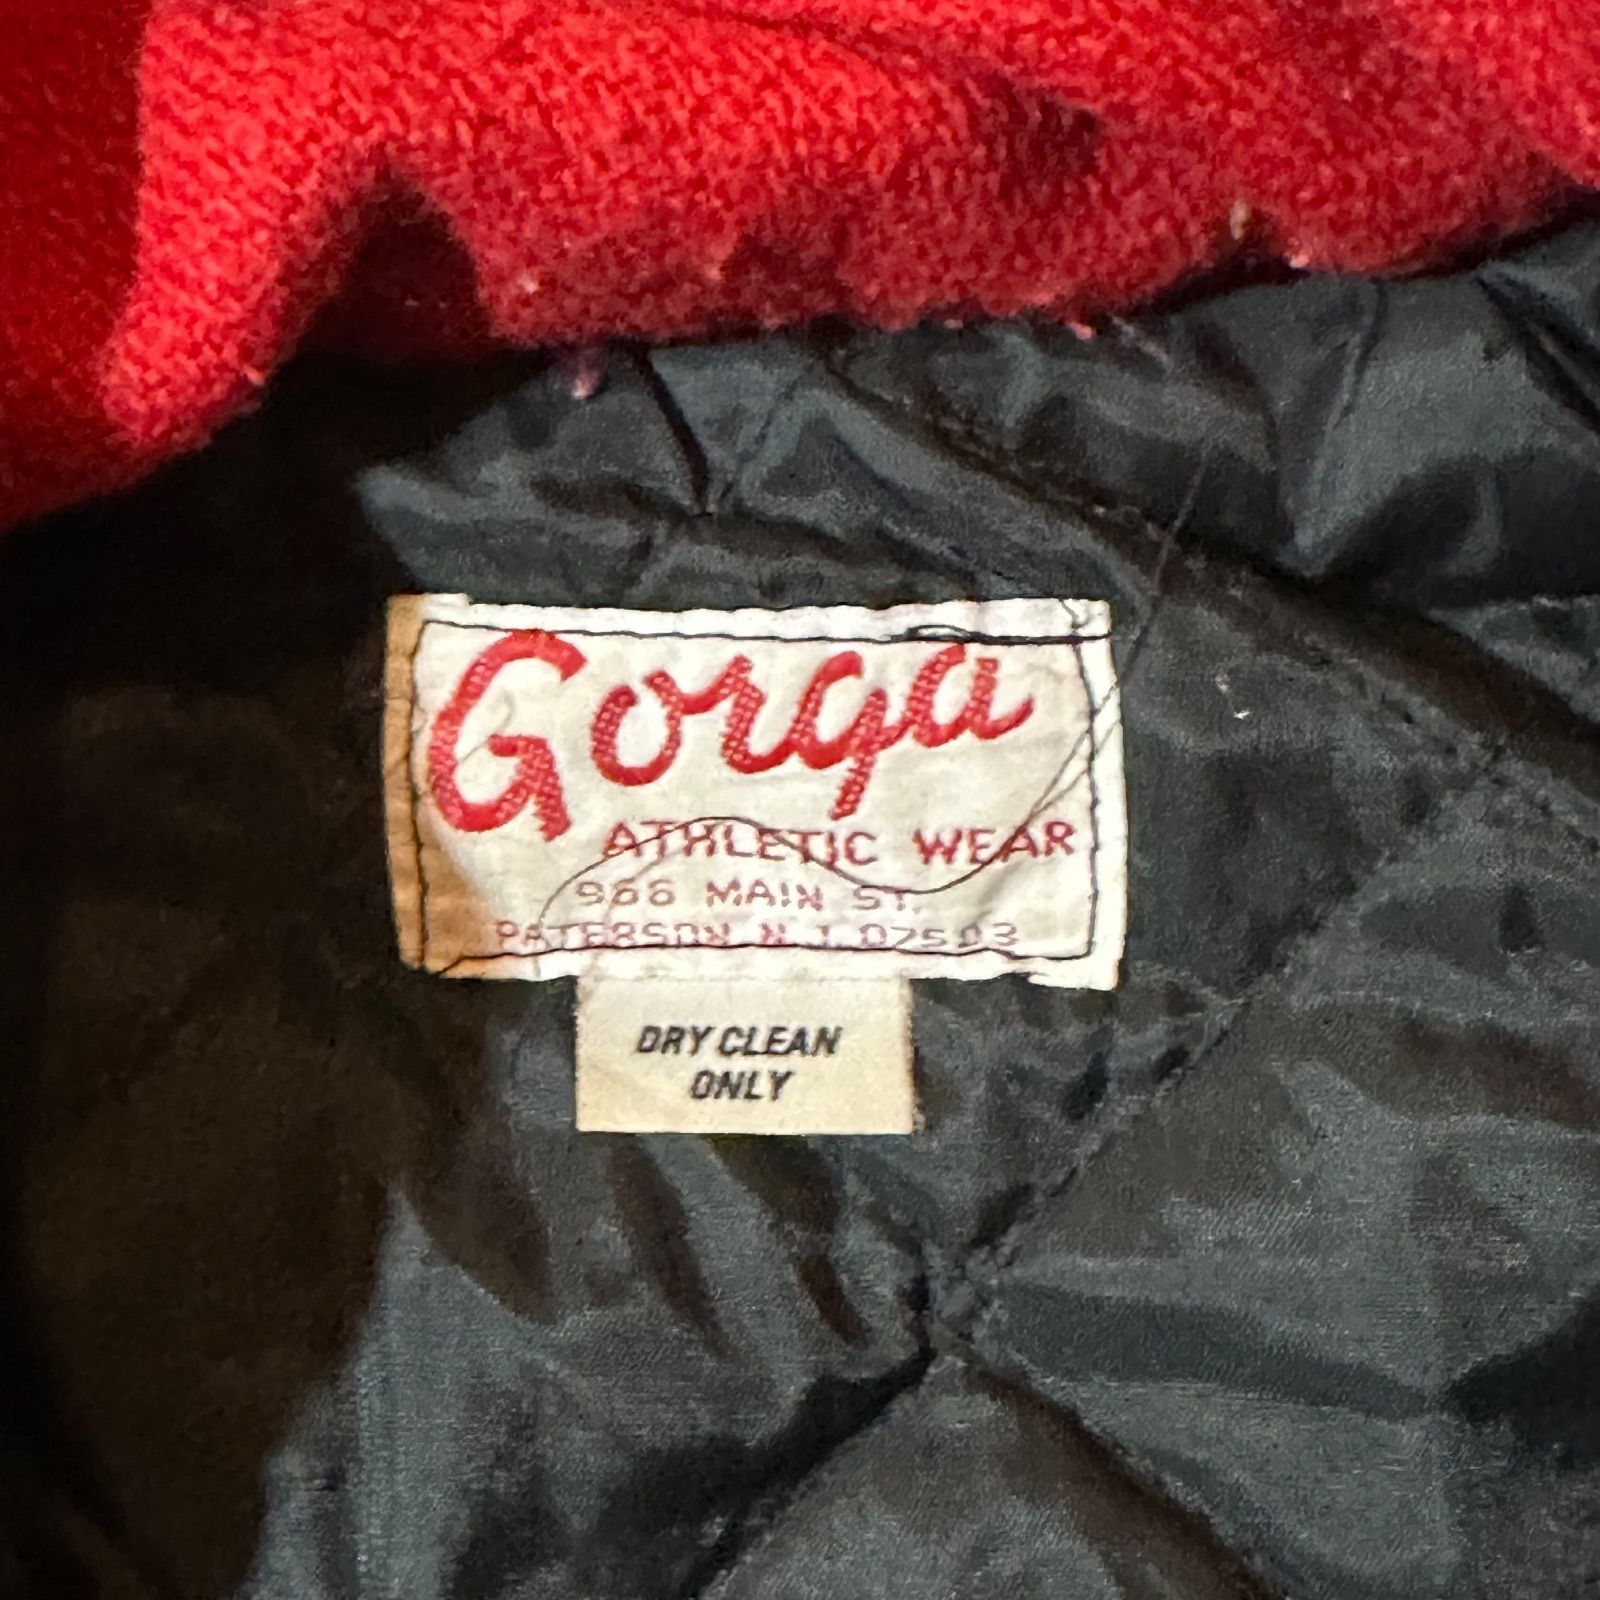 Gorga
ATHLETIC WEAR
966 MAIN ST.
PATERSON N J 07503
DRY CLEAN
ONLY